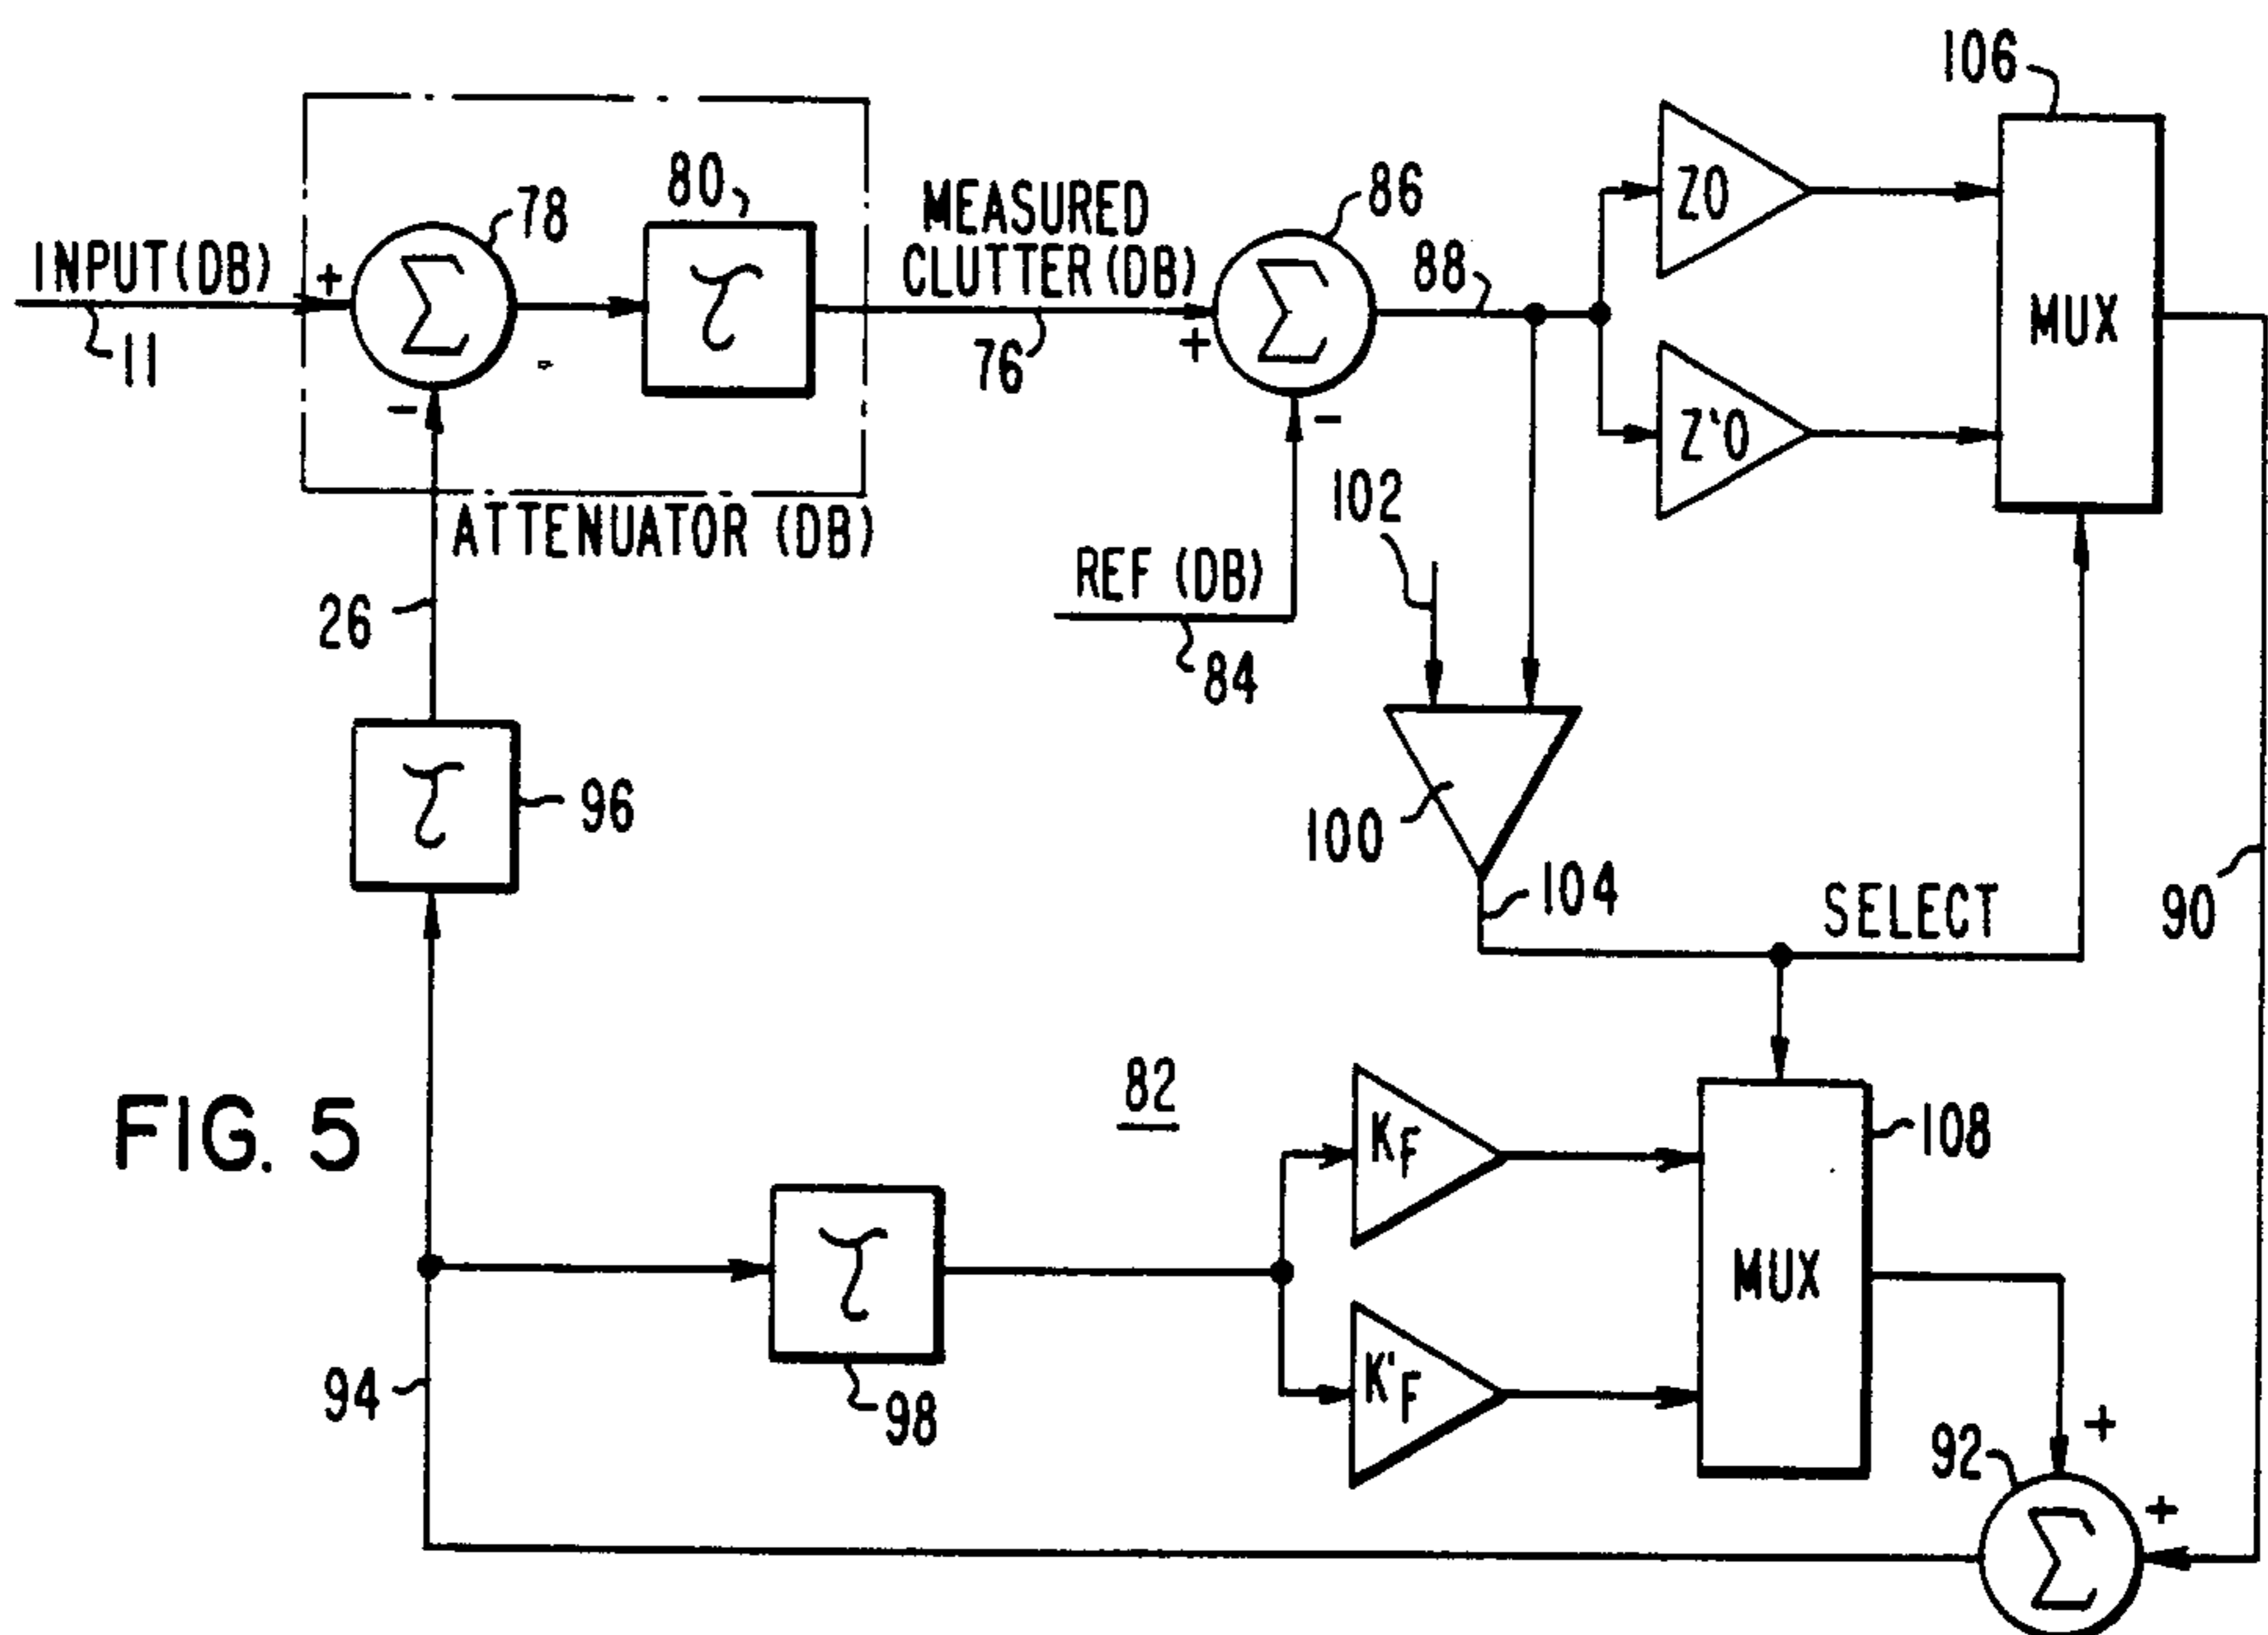 106
80
78
MEASURED
CLUTTER (DB)
86
88
Z0
INPUT (DB)
+
Σ
τ
Σ
MUX
11
76
+
-
-
Z'0
102
ATTENUATOR (DB)
REF (DB)
26
84
τ
96
100
104
SELECT
90
82
FIG. 5
KF
108
τ
MUX
94
98
K'F
+
92
+
Σ